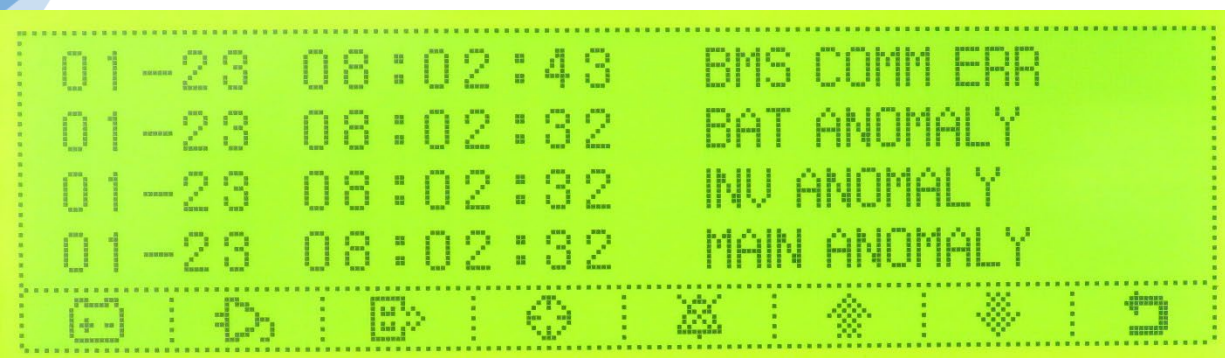 01-23 08:02:43 BMS COMM ERR
01-23 08:02:32 BAT ANOMALY
01-23 08:02:32 INV ANOMALY
01-23 08:02:32 MAIN ANOMALY